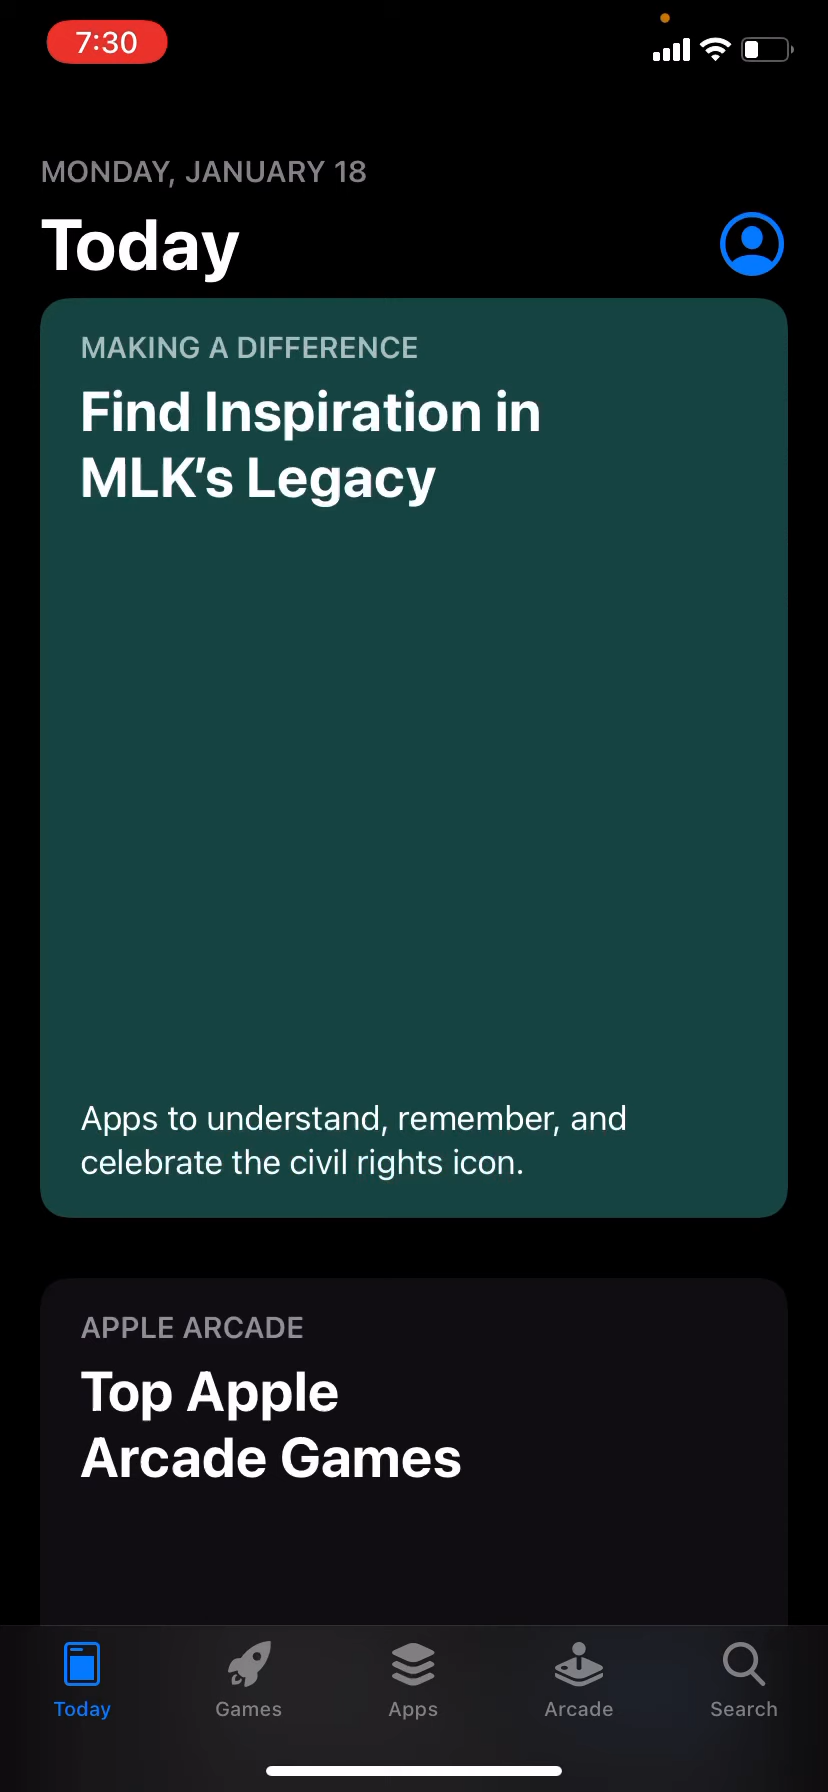 7:30
MONDAY, JANUARY 18
Today
MAKING A DIFFERENCE
Find Inspiration in
MLK’s Legacy
Apps to understand, remember, and
celebrate the civil rights icon.
APPLE ARCADE
Top Apple
Arcade Games
Today Games Apps Arcade Search